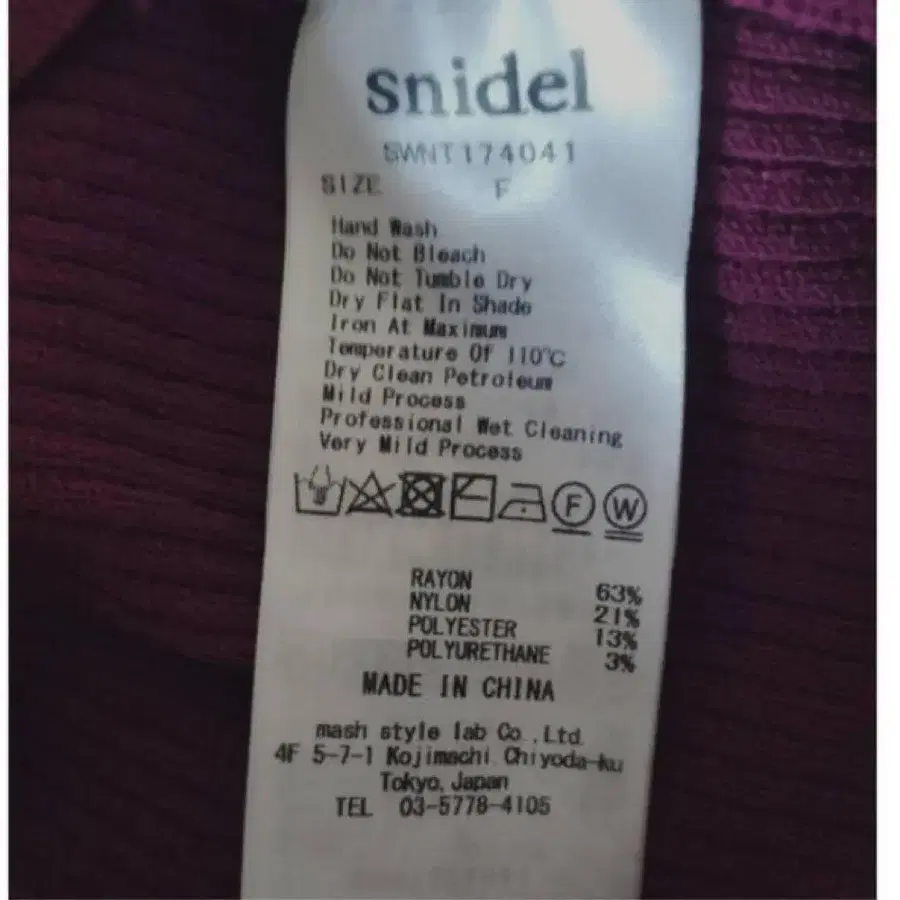 snidel
SWNT174041
SIZE F
Hand Wash
Do Not Bleach
Do Not Tumble Dry
Dry Flat In Shade
Iron At Maximum
Temperature Of 110℃
Dry Clean Petroleum
Mild Process
Professional Wet Cleaning
Very Mild Process
F W
RAYON 63%
NYLON 21%
POLYESTER 13%
POLYURETHANE 3%
MADE IN CHINA
mash style lab Co.,Ltd.
4F 5-7-1 Kojimachi Chiyoda-ku
Tokyo, Japan
TEL 03-5778-4105